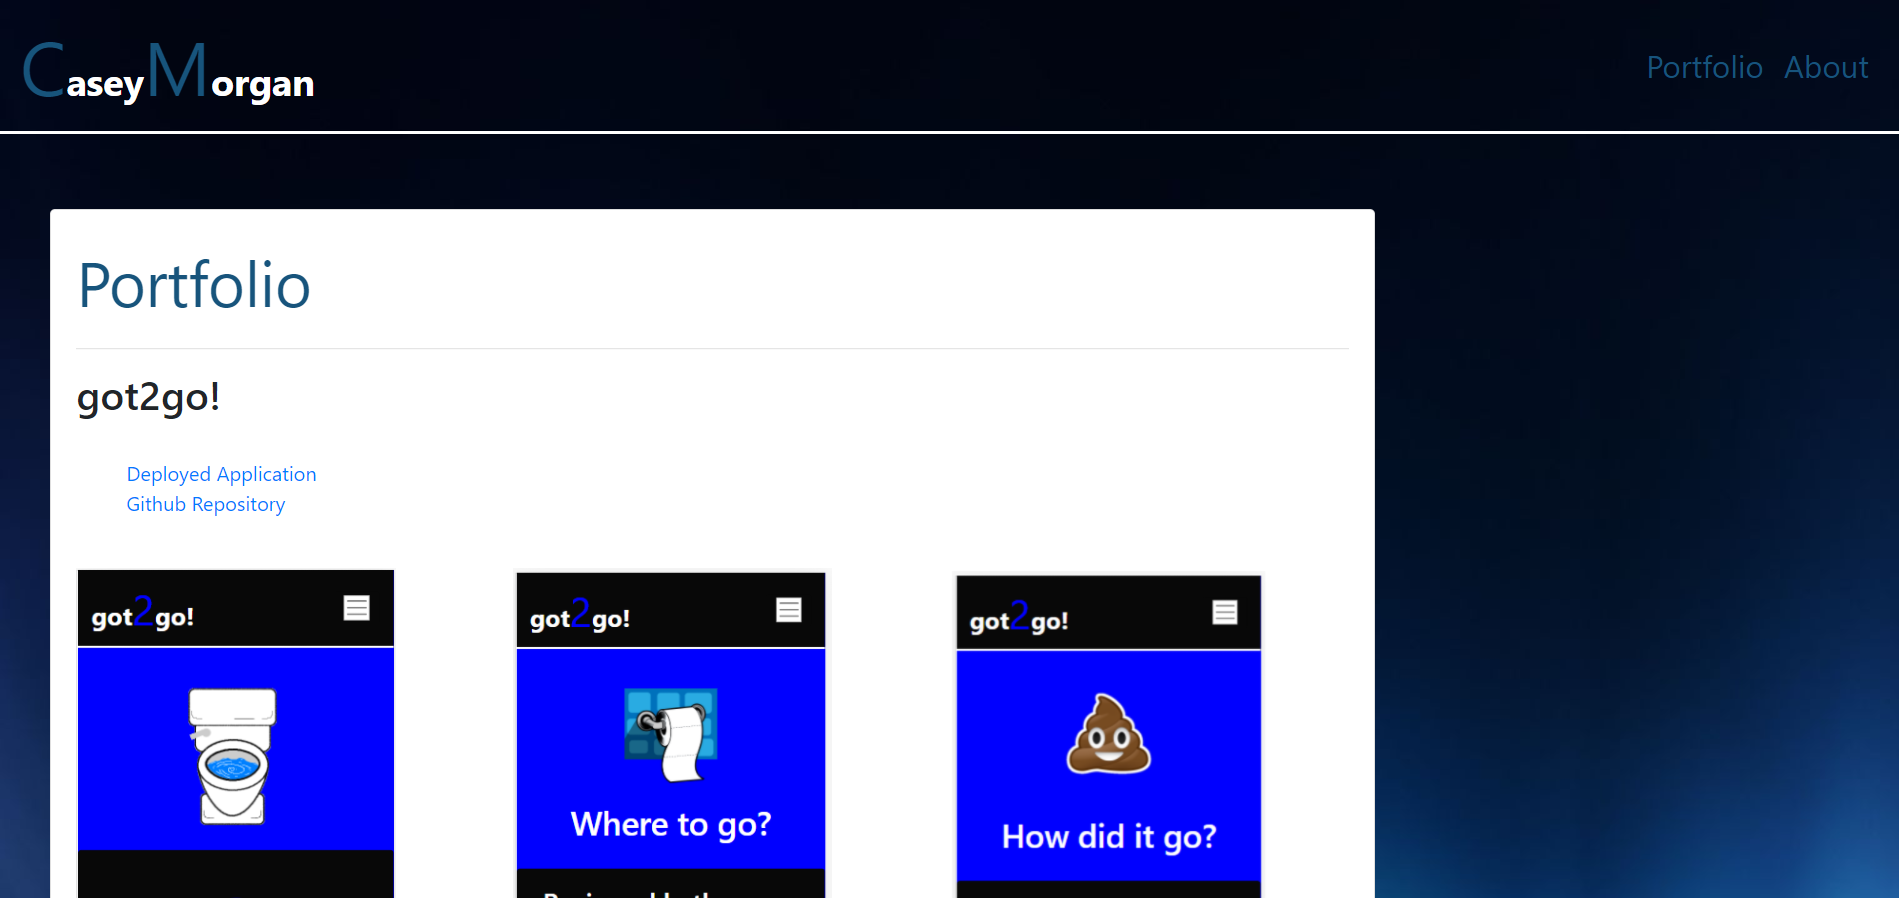 CaseyMorgan
Portfolio About
Portfolio
got2go!
Deployed Application
Github Repository
got2go!
got2go!
Where to go?
got2go!
How did it go?